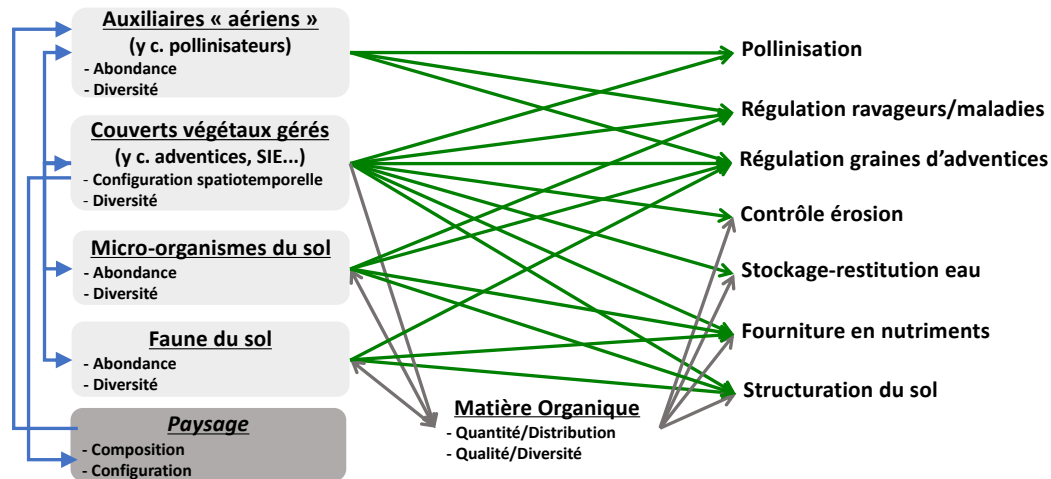 Auxiliaires « aériens »
(y c. pollinisateurs)
- Abondance
- Diversité
Couverts végétaux gérés
(y c. adventices, SIE...)
- Configuration spatiotemporelle
- Diversité
Micro-organismes du sol
- Abondance
- Diversité
Faune du sol
- Abondance
- Diversité
Paysage
- Composition
- Configuration
Matière Organique
- Quantité/Distribution
- Qualité/Diversité
Pollinisation
Régulation ravageurs/maladies
Régulation graines d’adventices
Contrôle érosion
Stockage-restitution eau
Fourniture en nutriments
Structuration du sol